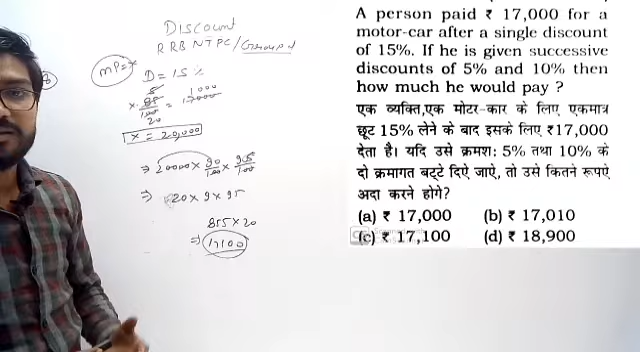 Discount
RRB NTPC/Group d
MP=x
D = 15 %
x. 85/100 = 17000
5
1000
20
x = 20,000
⇒ 20000 × 90/100 × 95/100
⇒ 20 × 9 × 95
855 × 20
⇒ 17100
A person paid ₹ 17,000 for a
motor-car after a single discount
of 15%. If he is given successive
discounts of 5% and 10% then
how much he would pay ?
एक व्यक्ति,एक मोटर-कार के लिए एकमात्र
छूट 15% लेने के बाद इसके लिए ₹17,000
देता है। यदि उसे क्रमश: 5% तथा 10% के
दो क्रमागत बट्टे दिऐ जाऐं, तो उसे कितने रूपऐ
अदा करने होगे?
(a) ₹ 17,000 (b) ₹ 17,010
(c) ₹ 17,100 (d) ₹ 18,900